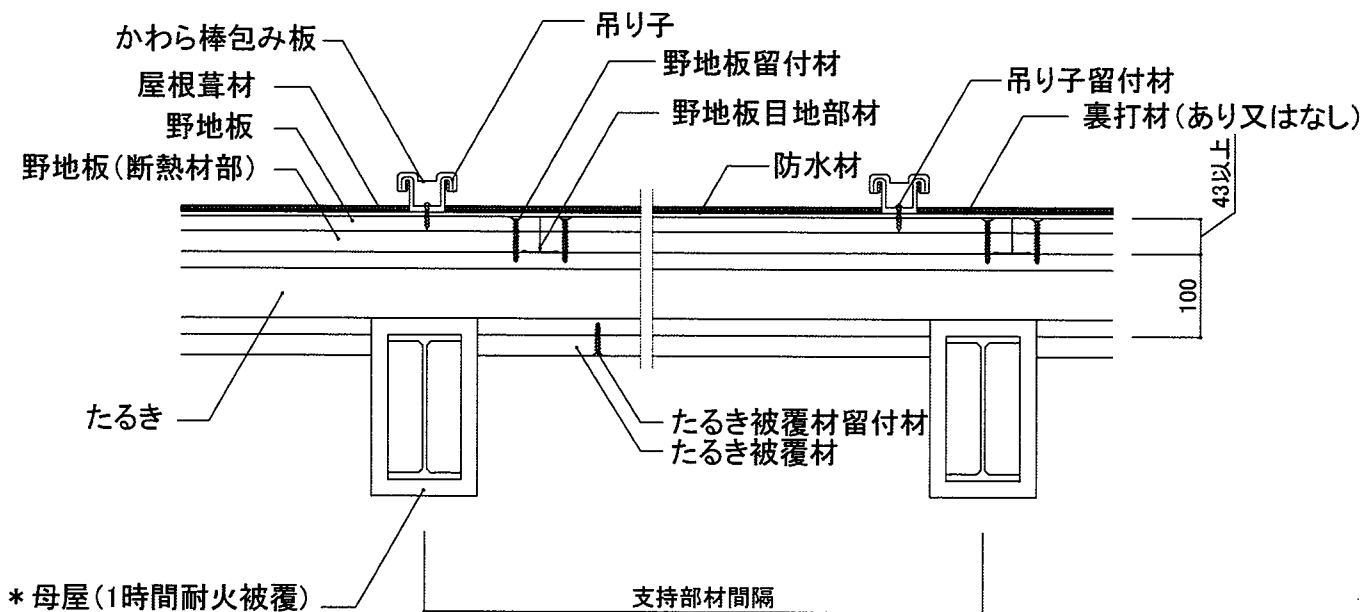 かわら棒包み板
吊り子
屋根葺材
野地板留付材
吊り子留付材
野地板
野地板目地部材
裏打材(あり又はなし)
野地板(断熱材部)
防水材
43以上
100
たるき
たるき被覆材留付材
たるき被覆材
*母屋(1時間耐火被覆)
支持部材間隔